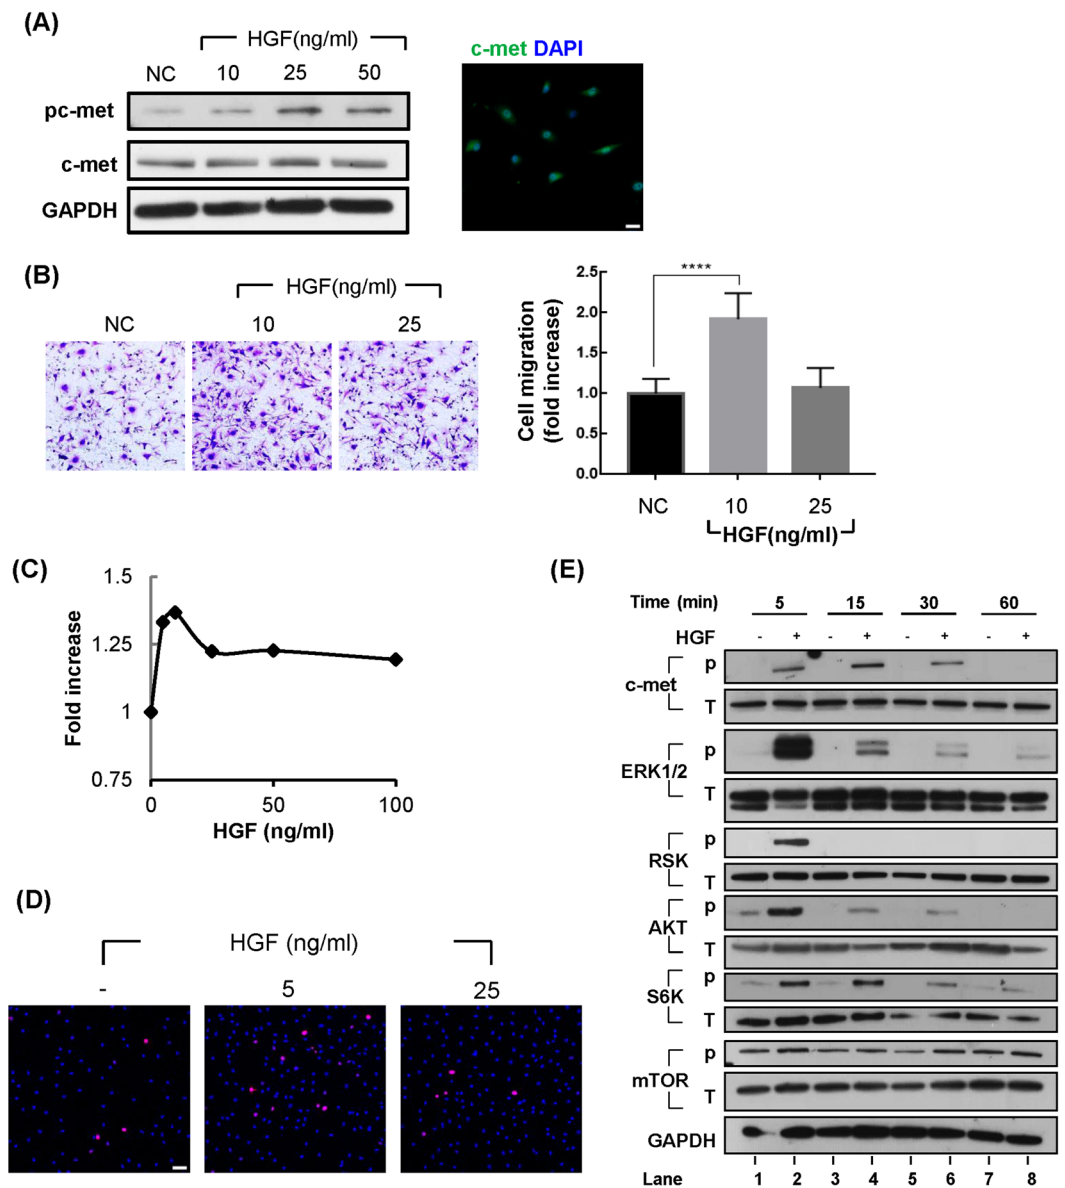 (A)
HGF(ng/ml)
NC 10 25 50
pc-met
c-met
GAPDH
c-met DAPI
(B)
HGF(ng/ml)
NC 10 25
Cell migration
(fold increase)
2.5
2.0
1.5
1.0
0.5
0.0
****
NC 10 25
HGF(ng/ml)
(C)
Fold increase
1.5
1.25
1
0.75
0 50 100
HGF (ng/ml)
(D)
HGF (ng/ml)
- 5 25
(E)
Time (min) 5 15 30 60
HGF - + - + - + - +
c-met p
T
ERK1/2 p
T
RSK p
T
AKT p
T
S6K p
T
mTOR p
T
GAPDH
Lane 1 2 3 4 5 6 7 8